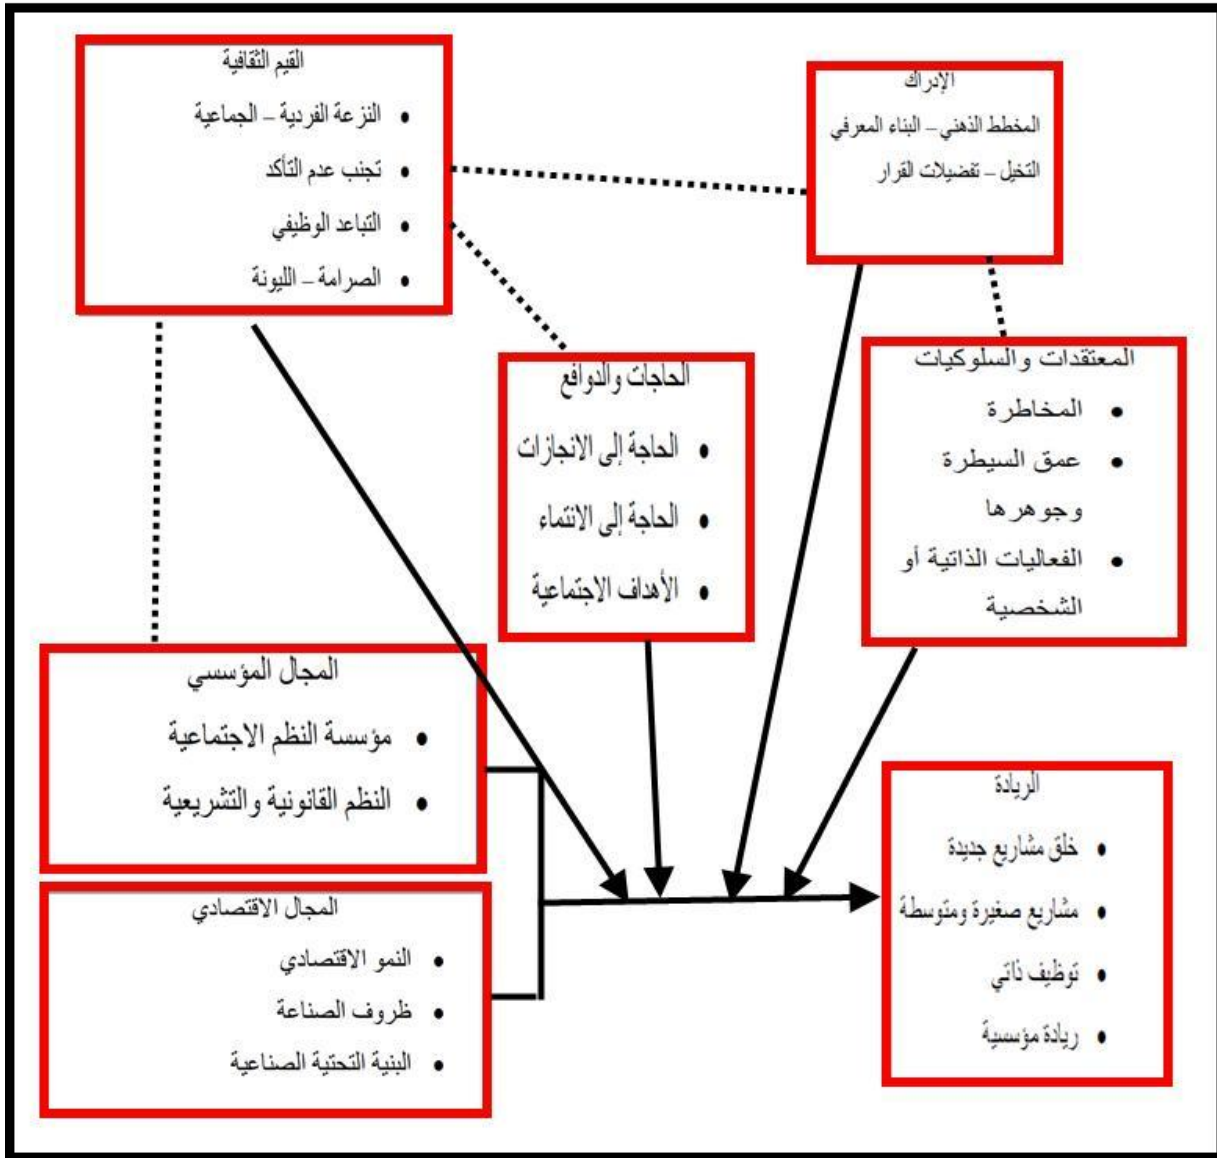 القيم الثقافية
• النزعة الفردية – الجماعية
• تجنب عدم التأكد
• التباعد الوظيفي
• الصرامة – الليونة
الإدراك
المخطط الذهني – البناء المعرفي
التخيل – تفضيلات القرار
الحاجات والدوافع
• الحاجة إلى الانجازات
• الحاجة إلى الانتماء
• الأهداف الاجتماعية
المعتقدات والسلوكيات
• المخاطرة
• عمق السيطرة
وجوهرها
• الفعاليات الذاتية أو
الشخصية
المجال المؤسسي
• مؤسسة النظم الاجتماعية
• النظم القانونية والتشريعية
المجال الاقتصادي
• النمو الاقتصادي
• ظروف الصناعة
• البنية التحتية الصناعية
الريادة
• خلق مشاريع جديدة
• مشاريع صغيرة ومتوسطة
• توظيف ذاتي
• ريادة مؤسسية